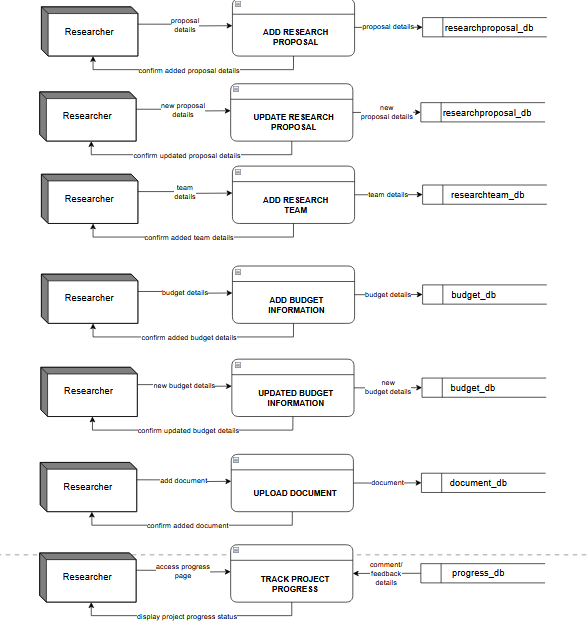 Researcher
proposal
details
ADD RESEARCH
PROPOSAL
proposal details
researchproposal_db
confirm added proposal details
Researcher
new proposal
details
UPDATE RESEARCH
PROPOSAL
new
proposal details
researchproposal_db
confirm updated proposal details
Researcher
team
details
ADD RESEARCH
TEAM
team details
researchteam_db
confirm added team details
Researcher
budget details
ADD BUDGET
INFORMATION
budget details
budget_db
confirm added budget details
Researcher
new budget details
UPDATED BUDGET
INFORMATION
new
budget details
budget_db
confirm updated budget details
Researcher
add document
UPLOAD DOCUMENT
document
document_db
confirm added document
Researcher
access progress
page
TRACK PROJECT
PROGRESS
comment/
feedback
details
progress_db
display project progress status